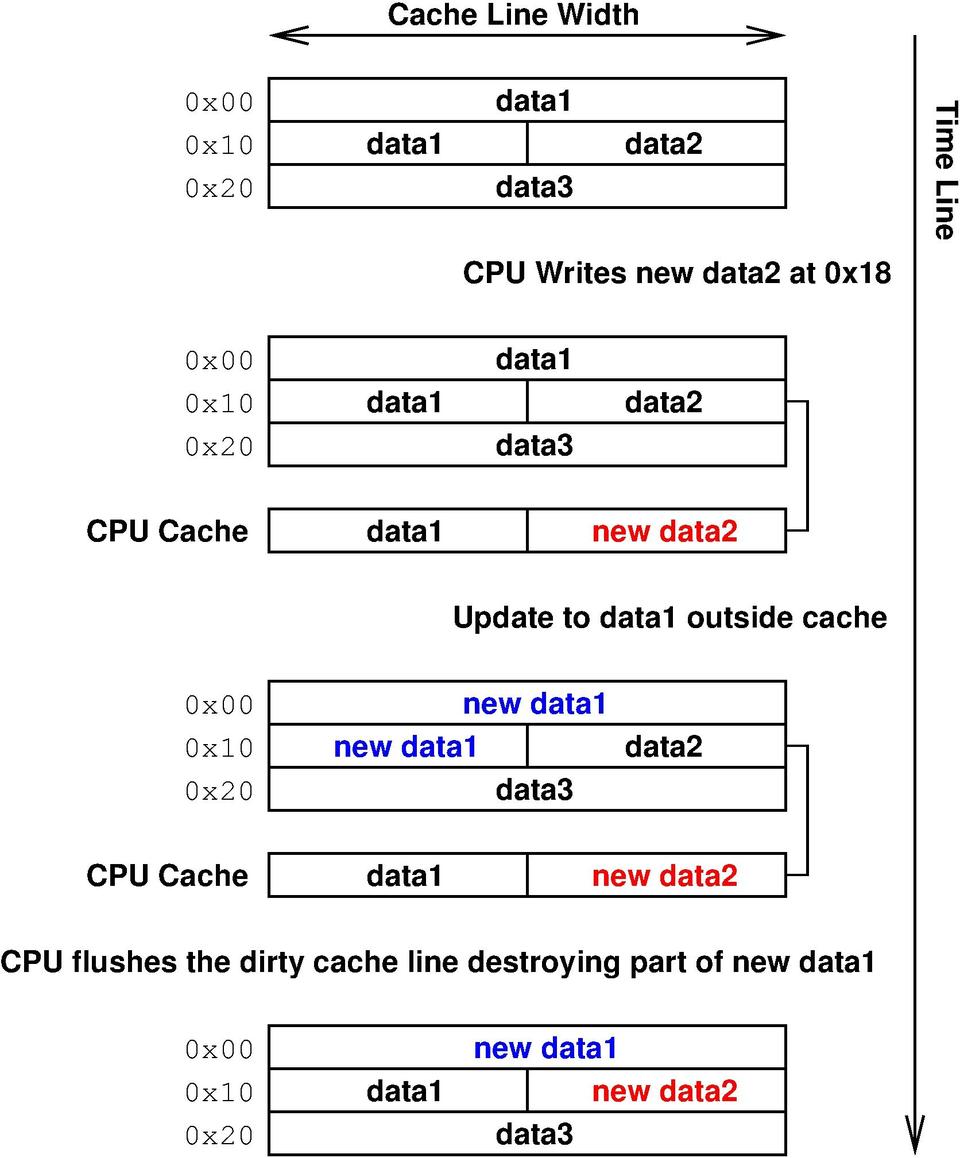 Cache Line Width
Time Line
0x00 data1
0x10 data1 data2
0x20 data3
CPU Writes new data2 at 0x18
0x00 data1
0x10 data1 data2
0x20 data3
CPU Cache data1 new data2
Update to data1 outside cache
0x00 new data1
0x10 new data1 data2
0x20 data3
CPU Cache data1 new data2
CPU flushes the dirty cache line destroying part of new data1
0x00 new data1
0x10 data1 new data2
0x20 data3